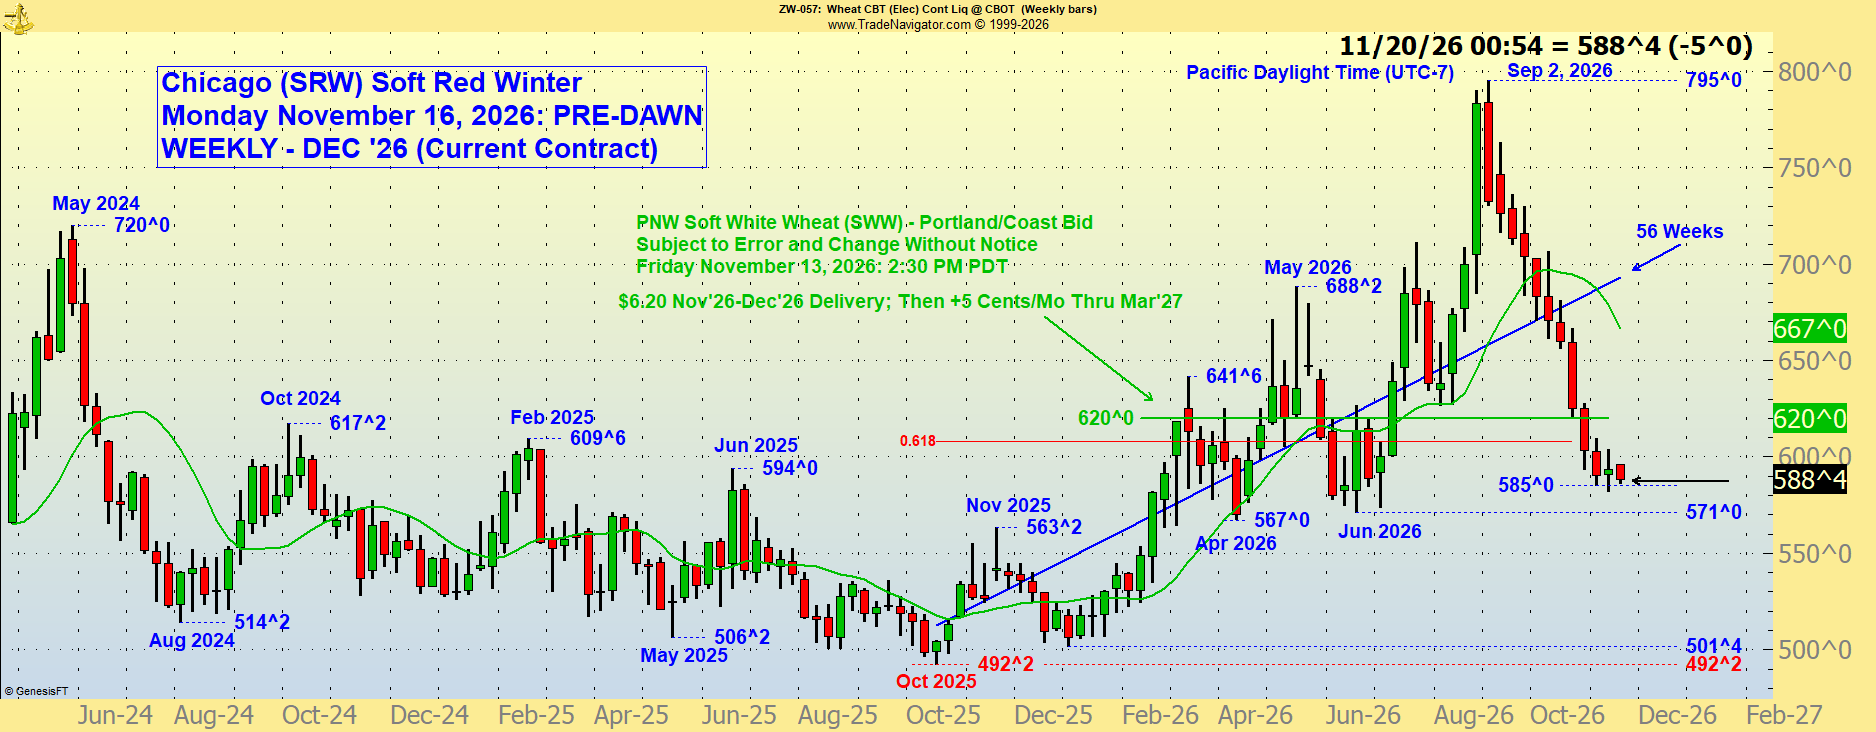 ZW-057: Wheat CBT (Elec) Cont Liq @ CBOT (Weekly bars)
www.TradeNavigator.com © 1999-2026
11/20/26 00:54 = 588^4 (-5^0)
Chicago (SRW) Soft Red Winter
Monday November 16, 2026: PRE-DAWN
WEEKLY - DEC '26 (Current Contract)
Pacific Daylight Time (UTC-7)
Sep 2, 2026
795^0
800^0
750^0
700^0
667^0
650^0
620^0
600^0
588^4
550^0
500^0
May 2024
720^0
PNW Soft White Wheat (SWW) - Portland/Coast Bid
Subject to Error and Change Without Notice
Friday November 13, 2026: 2:30 PM PDT
$6.20 Nov'26-Dec'26 Delivery; Then +5 Cents/Mo Thru Mar'27
56 Weeks
May 2026
688^2
641^6
620^0
0.618
Oct 2024
617^2
Feb 2025
609^6
Jun 2025
594^0
Nov 2025
563^2
585^0
571^0
567^0
Apr 2026
Jun 2026
514^2
Aug 2024
506^2
May 2025
501^4
492^2
492^2
Oct 2025
© GenesisFT
Jun-24 Aug-24 Oct-24 Dec-24 Feb-25 Apr-25 Jun-25 Aug-25 Oct-25 Dec-25 Feb-26 Apr-26 Jun-26 Aug-26 Oct-26 Dec-26 Feb-27